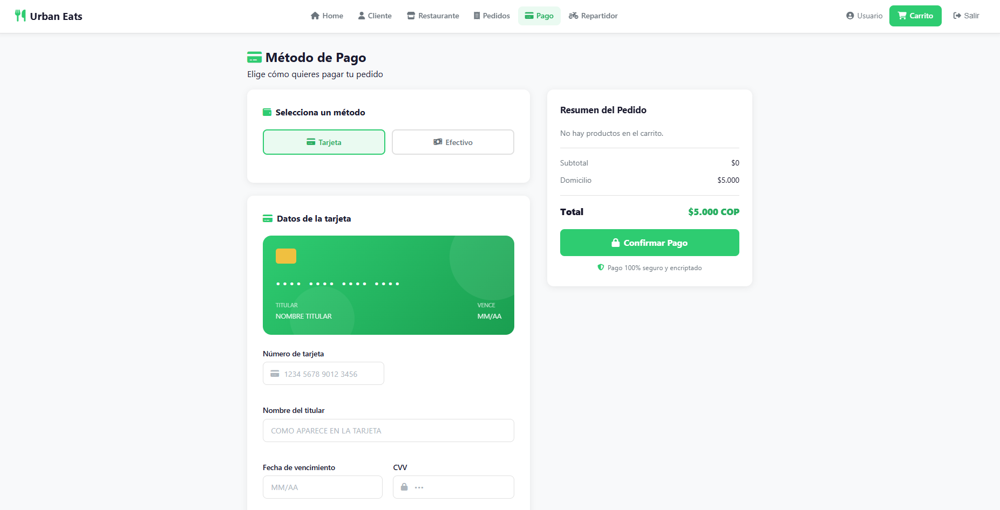 Urban Eats
Home
Cliente
Restaurante
Pedidos
Pago
Repartidor
Usuario
Carrito
Salir
Método de Pago
Elige cómo quieres pagar tu pedido
Selecciona un método
Tarjeta
Efectivo
Datos de la tarjeta
•••• •••• •••• ••••
TITULAR
NOMBRE TITULAR
VENCE
MM/AA
Número de tarjeta
1234 5678 9012 3456
Nombre del titular
COMO APARECE EN LA TARJETA
Fecha de vencimiento
MM/AA
CVV
•••
Resumen del Pedido
No hay productos en el carrito.
Subtotal $0
Domicilio $5.000
Total $5.000 COP
Confirmar Pago
Pago 100% seguro y encriptado